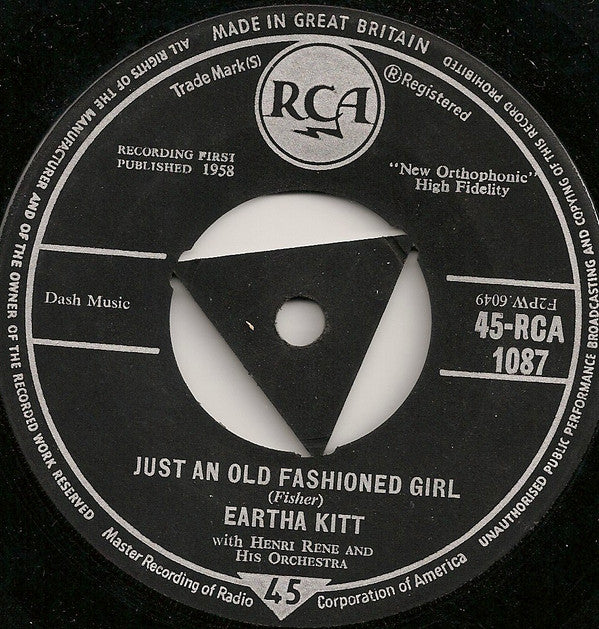 MADE IN GREAT BRITAIN
ALL RIGHTS OF THE MANUFACTURER AND OF THE OWNER OF THE RECORDED WORK RESERVED
UNAUTHORISED PUBLIC PERFORMANCE BROADCASTING AND COPYING OF THIS RECORD PROHIBITED
Trade Mark(s)
RCA
®Registered
RECORDING FIRST
PUBLISHED 1958
"New Orthophonic"
High Fidelity
Dash Music
F2PW.6049
45-RCA
1087
JUST AN OLD FASHIONED GIRL
(Fisher)
EARTHA KITT
with HENRI RENE AND
HIS ORCHESTRA
Master Recording of Radio
45
Corporation of America